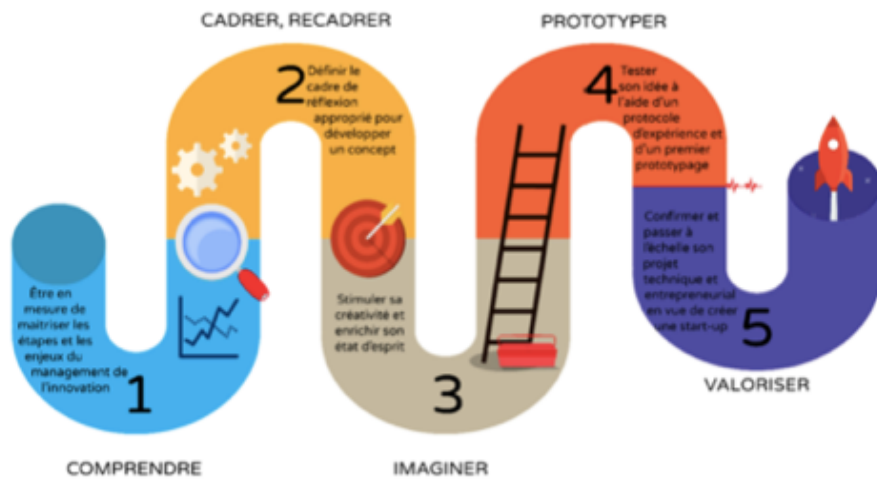 CADRER, RECADRER
PROTOTYPER
2
Définir le
cadre de
réflexion
approprié pour
développer
un concept
4
Tester
son idée à
l'aide d'un
protocole
d'expérience et
d'un premier
prototypage
Être en
mesure de
maitriser les
étapes et les
enjeux du
management de
l'innovation
1
Stimuler sa
créativité et
enrichir son
état d'esprit
3
Confirmer et
passer à
l'échelle son
projet
technique et
entrepreneurial
en vue de créer
une start-up
5
VALORISER
COMPRENDRE
IMAGINER